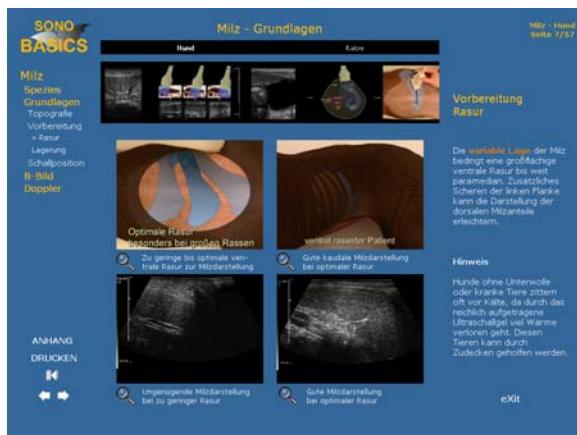 SONO
BASICS
Milz - Grundlagen
Milz - Hund
Seite 7/57
Hund
Katze
Milz
Spezies
Grundlagen
Topografie
Vorbereitung
» Rasur
Lagerung
Schallposition
B-Bild
Doppler
ANHANG
DRUCKEN
Optimale Rasur
besonders bei großen Rassen
ventral rasierter Patient
Zu geringe bis optimale ven-
trale Rasur zur Milzdarstellung
Gute kaudale Milzdarstellung
bei optimaler Rasur
Ungenügende Milzdarstellung
bei zu geringer Rasur
Gute Milzdarstellung
bei optimaler Rasur
Vorbereitung
Rasur
Die variable Lage der Milz
bedingt eine großflächige
ventrale Rasur bis weit
paramedian. Zusätzliches
Scheren der linken Flanke
kann die Darstellung der
dorsalen Milzanteile
erleichtern.
Hinweis
Hunde ohne Unterwolle
oder kranke Tiere zittern
oft vor Kälte, da durch das
reichlich aufgetragene
Ultraschallgel viel Wärme
verloren geht. Diesen
Tieren kann durch
Zudecken geholfen werden.
eXit